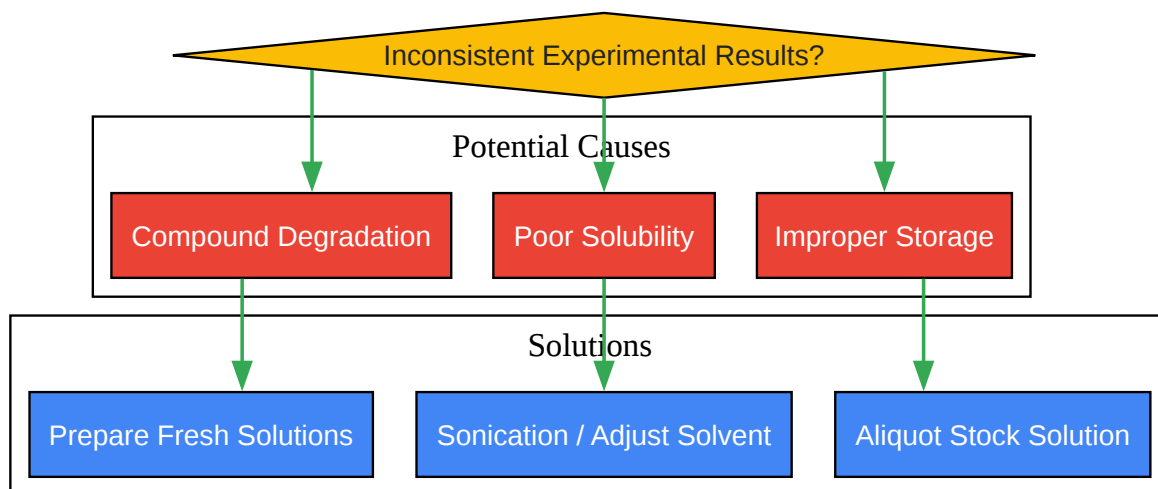 Inconsistent Experimental Results?
Potential Causes
Compound Degradation
Poor Solubility
Improper Storage
Solutions
Prepare Fresh Solutions
Sonication / Adjust Solvent
Aliquot Stock Solution